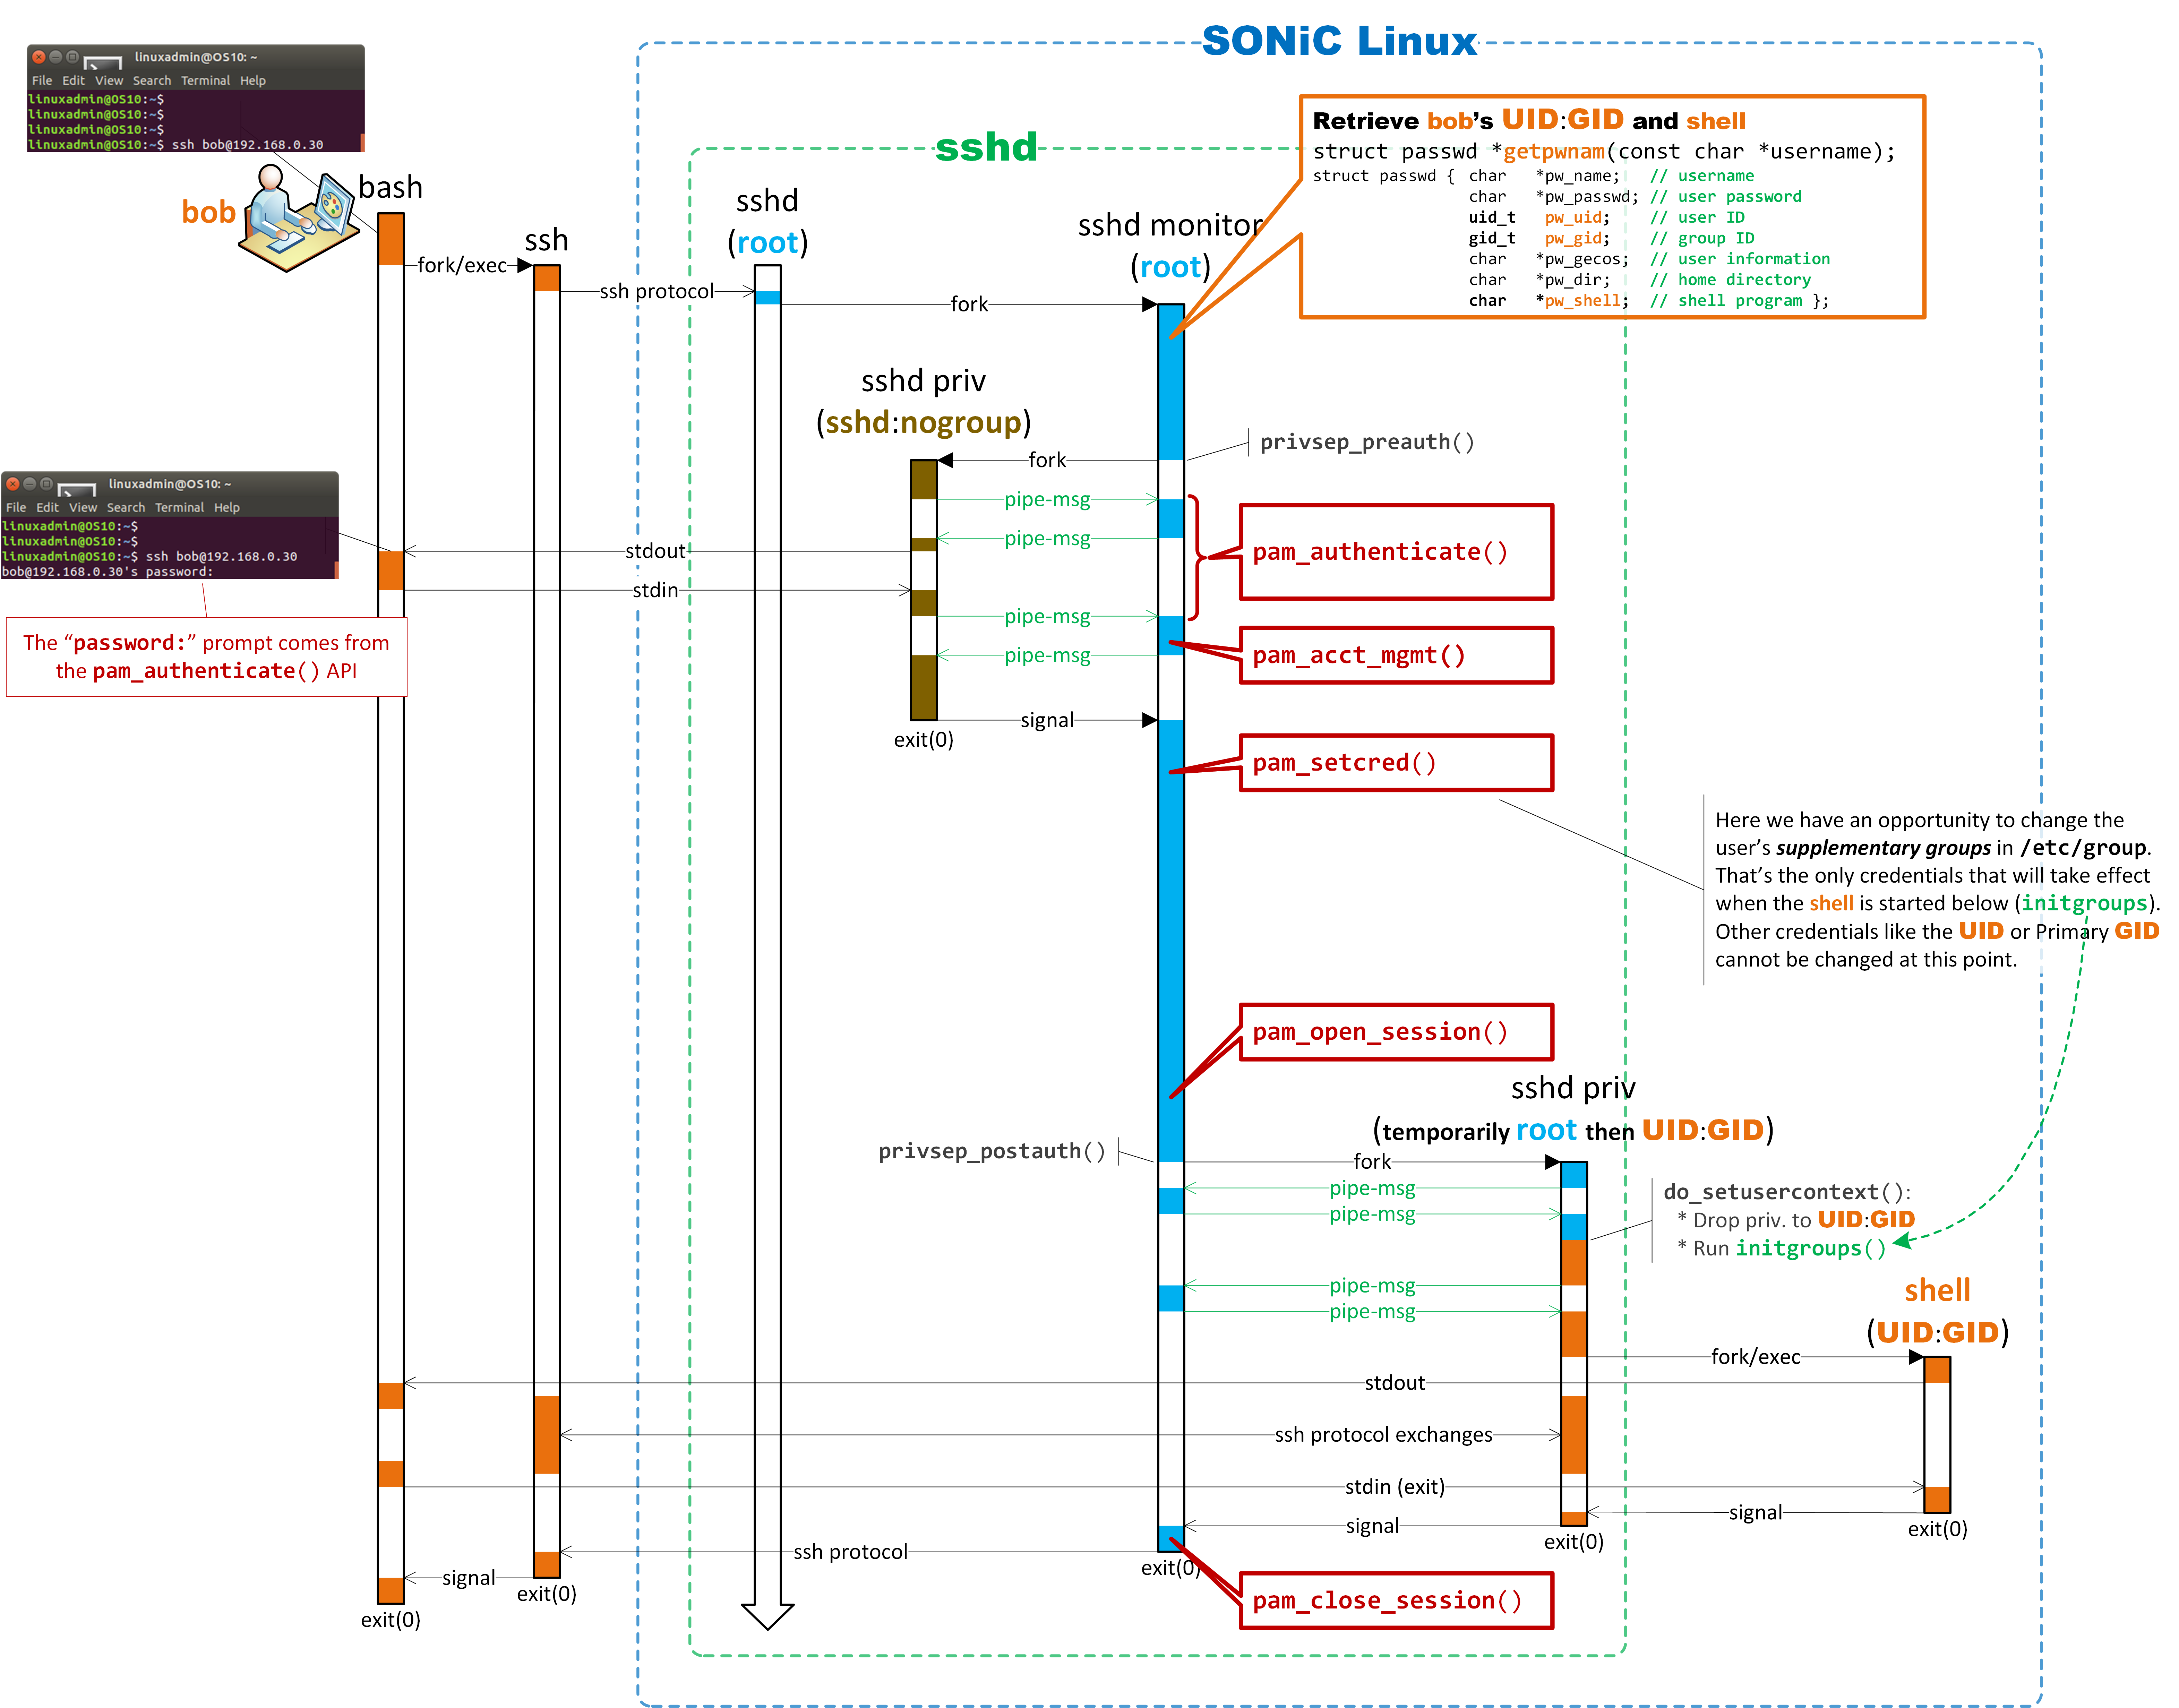 SONiC Linux
linuxadmin@OS10: ~
File Edit View Search Terminal Help
linuxadmin@OS10:~$
linuxadmin@OS10:~$
linuxadmin@OS10:~$
linuxadmin@OS10:~$ ssh bob@192.168.0.30
bob
bash
ssh
sshd
sshd
(root)
sshd monitor
(root)
Retrieve bob's UID:GID and shell
struct passwd *getpwnam(const char *username);
struct passwd { char *pw_name; // username
char *pw_passwd; // user password
uid_t pw_uid; // user ID
gid_t pw_gid; // group ID
char *pw_gecos; // user information
char *pw_dir; // home directory
char *pw_shell; // shell program };
fork/exec
ssh protocol
fork
sshd priv
(sshd:nogroup)
privsep_preauth()
fork
pipe-msg
pipe-msg
pam_authenticate()
linuxadmin@OS10: ~
File Edit View Search Terminal Help
linuxadmin@OS10:~$
linuxadmin@OS10:~$
linuxadmin@OS10:~$ ssh bob@192.168.0.30
bob@192.168.0.30's password:
stdout
stdin
The “password:” prompt comes from
the pam_authenticate() API
pipe-msg
pipe-msg
pam_acct_mgmt()
signal
exit(0)
pam_setcred()
Here we have an opportunity to change the
user's supplementary groups in /etc/group.
That's the only credentials that will take effect
when the shell is started below (initgroups).
Other credentials like the UID or Primary GID
cannot be changed at this point.
pam_open_session()
sshd priv
(temporarily root then UID:GID)
privsep_postauth()
fork
pipe-msg
pipe-msg
do_setusercontext():
* Drop priv. to UID:GID
* Run initgroups()
pipe-msg
pipe-msg
shell
(UID:GID)
fork/exec
stdout
ssh protocol exchanges
stdin (exit)
signal
signal
exit(0)
exit(0)
ssh protocol
exit(0)
signal
exit(0)
exit(0)
pam_close_session()